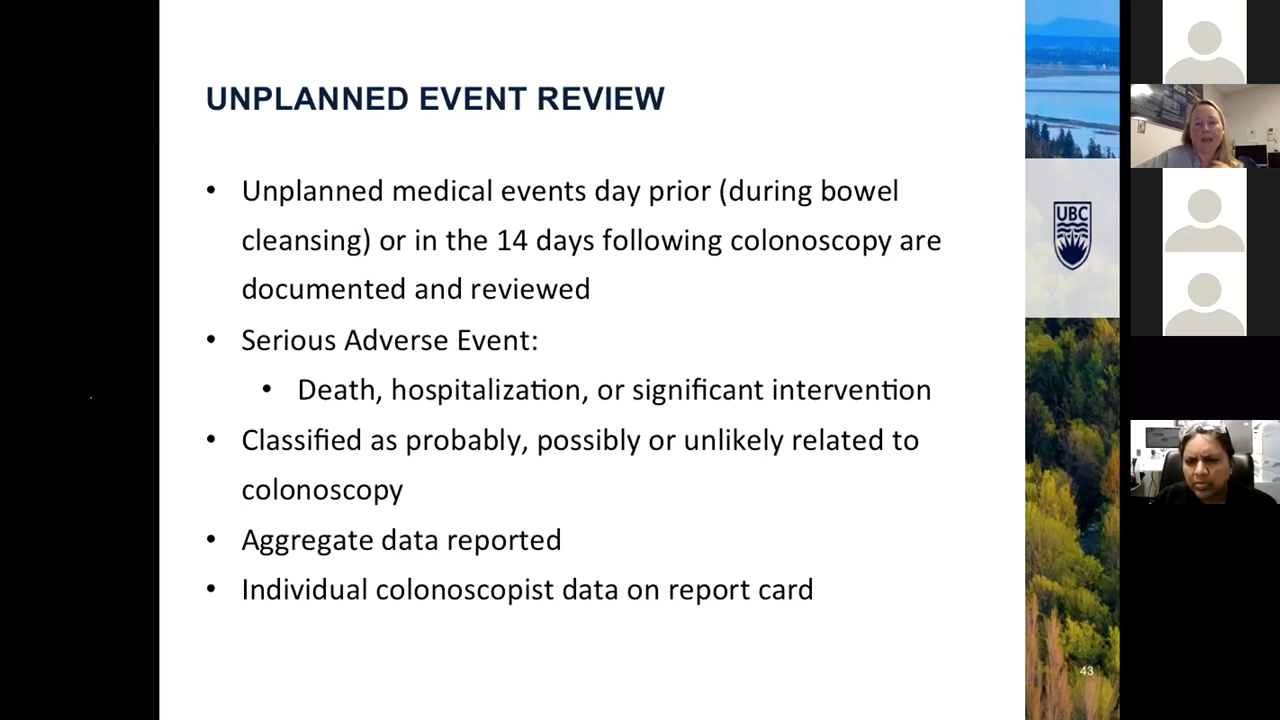 UNPLANNED EVENT REVIEW
• Unplanned medical events day prior (during bowel
cleansing) or in the 14 days following colonoscopy are
documented and reviewed
• Serious Adverse Event:
• Death, hospitalization, or significant intervention
• Classified as probably, possibly or unlikely related to
colonoscopy
• Aggregate data reported
• Individual colonoscopist data on report card
UBC
43